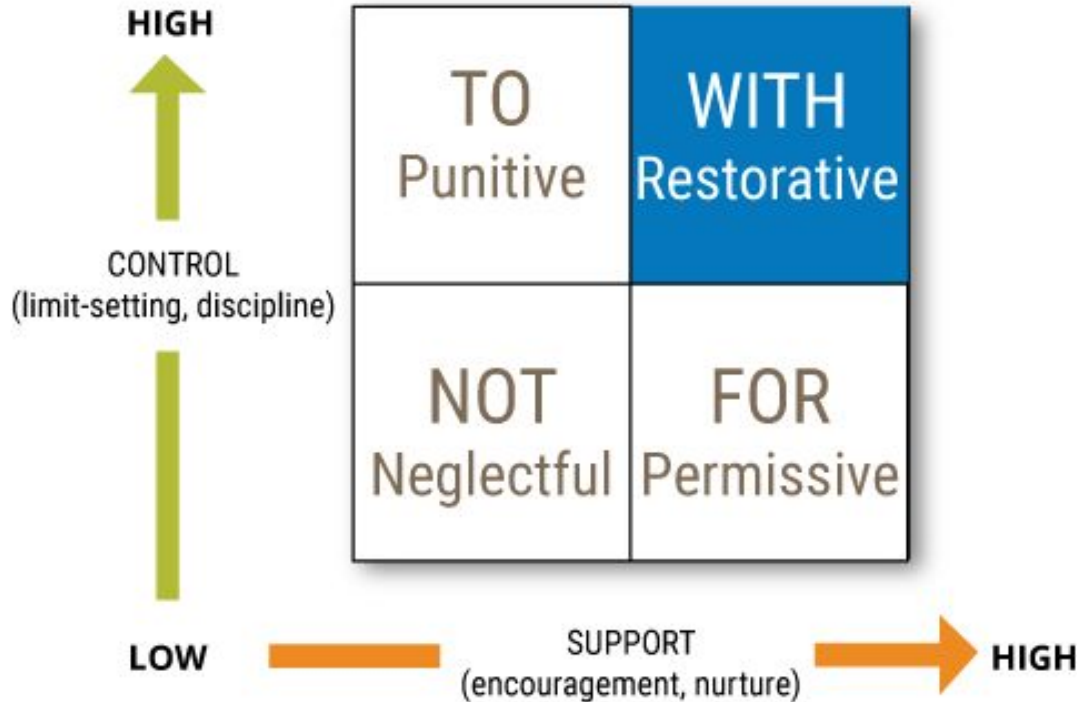 HIGH
TO
Punitive
WITH
Restorative
CONTROL
(limit-setting, discipline)
NOT
Neglectful
FOR
Permissive
LOW
SUPPORT
(encouragement, nurture)
HIGH